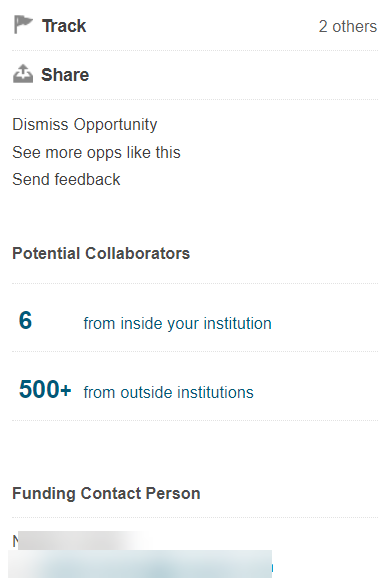 Track 2 others
Share
Dismiss Opportunity
See more opps like this
Send feedback
Potential Collaborators
6 from inside your institution
500+ from outside institutions
Funding Contact Person